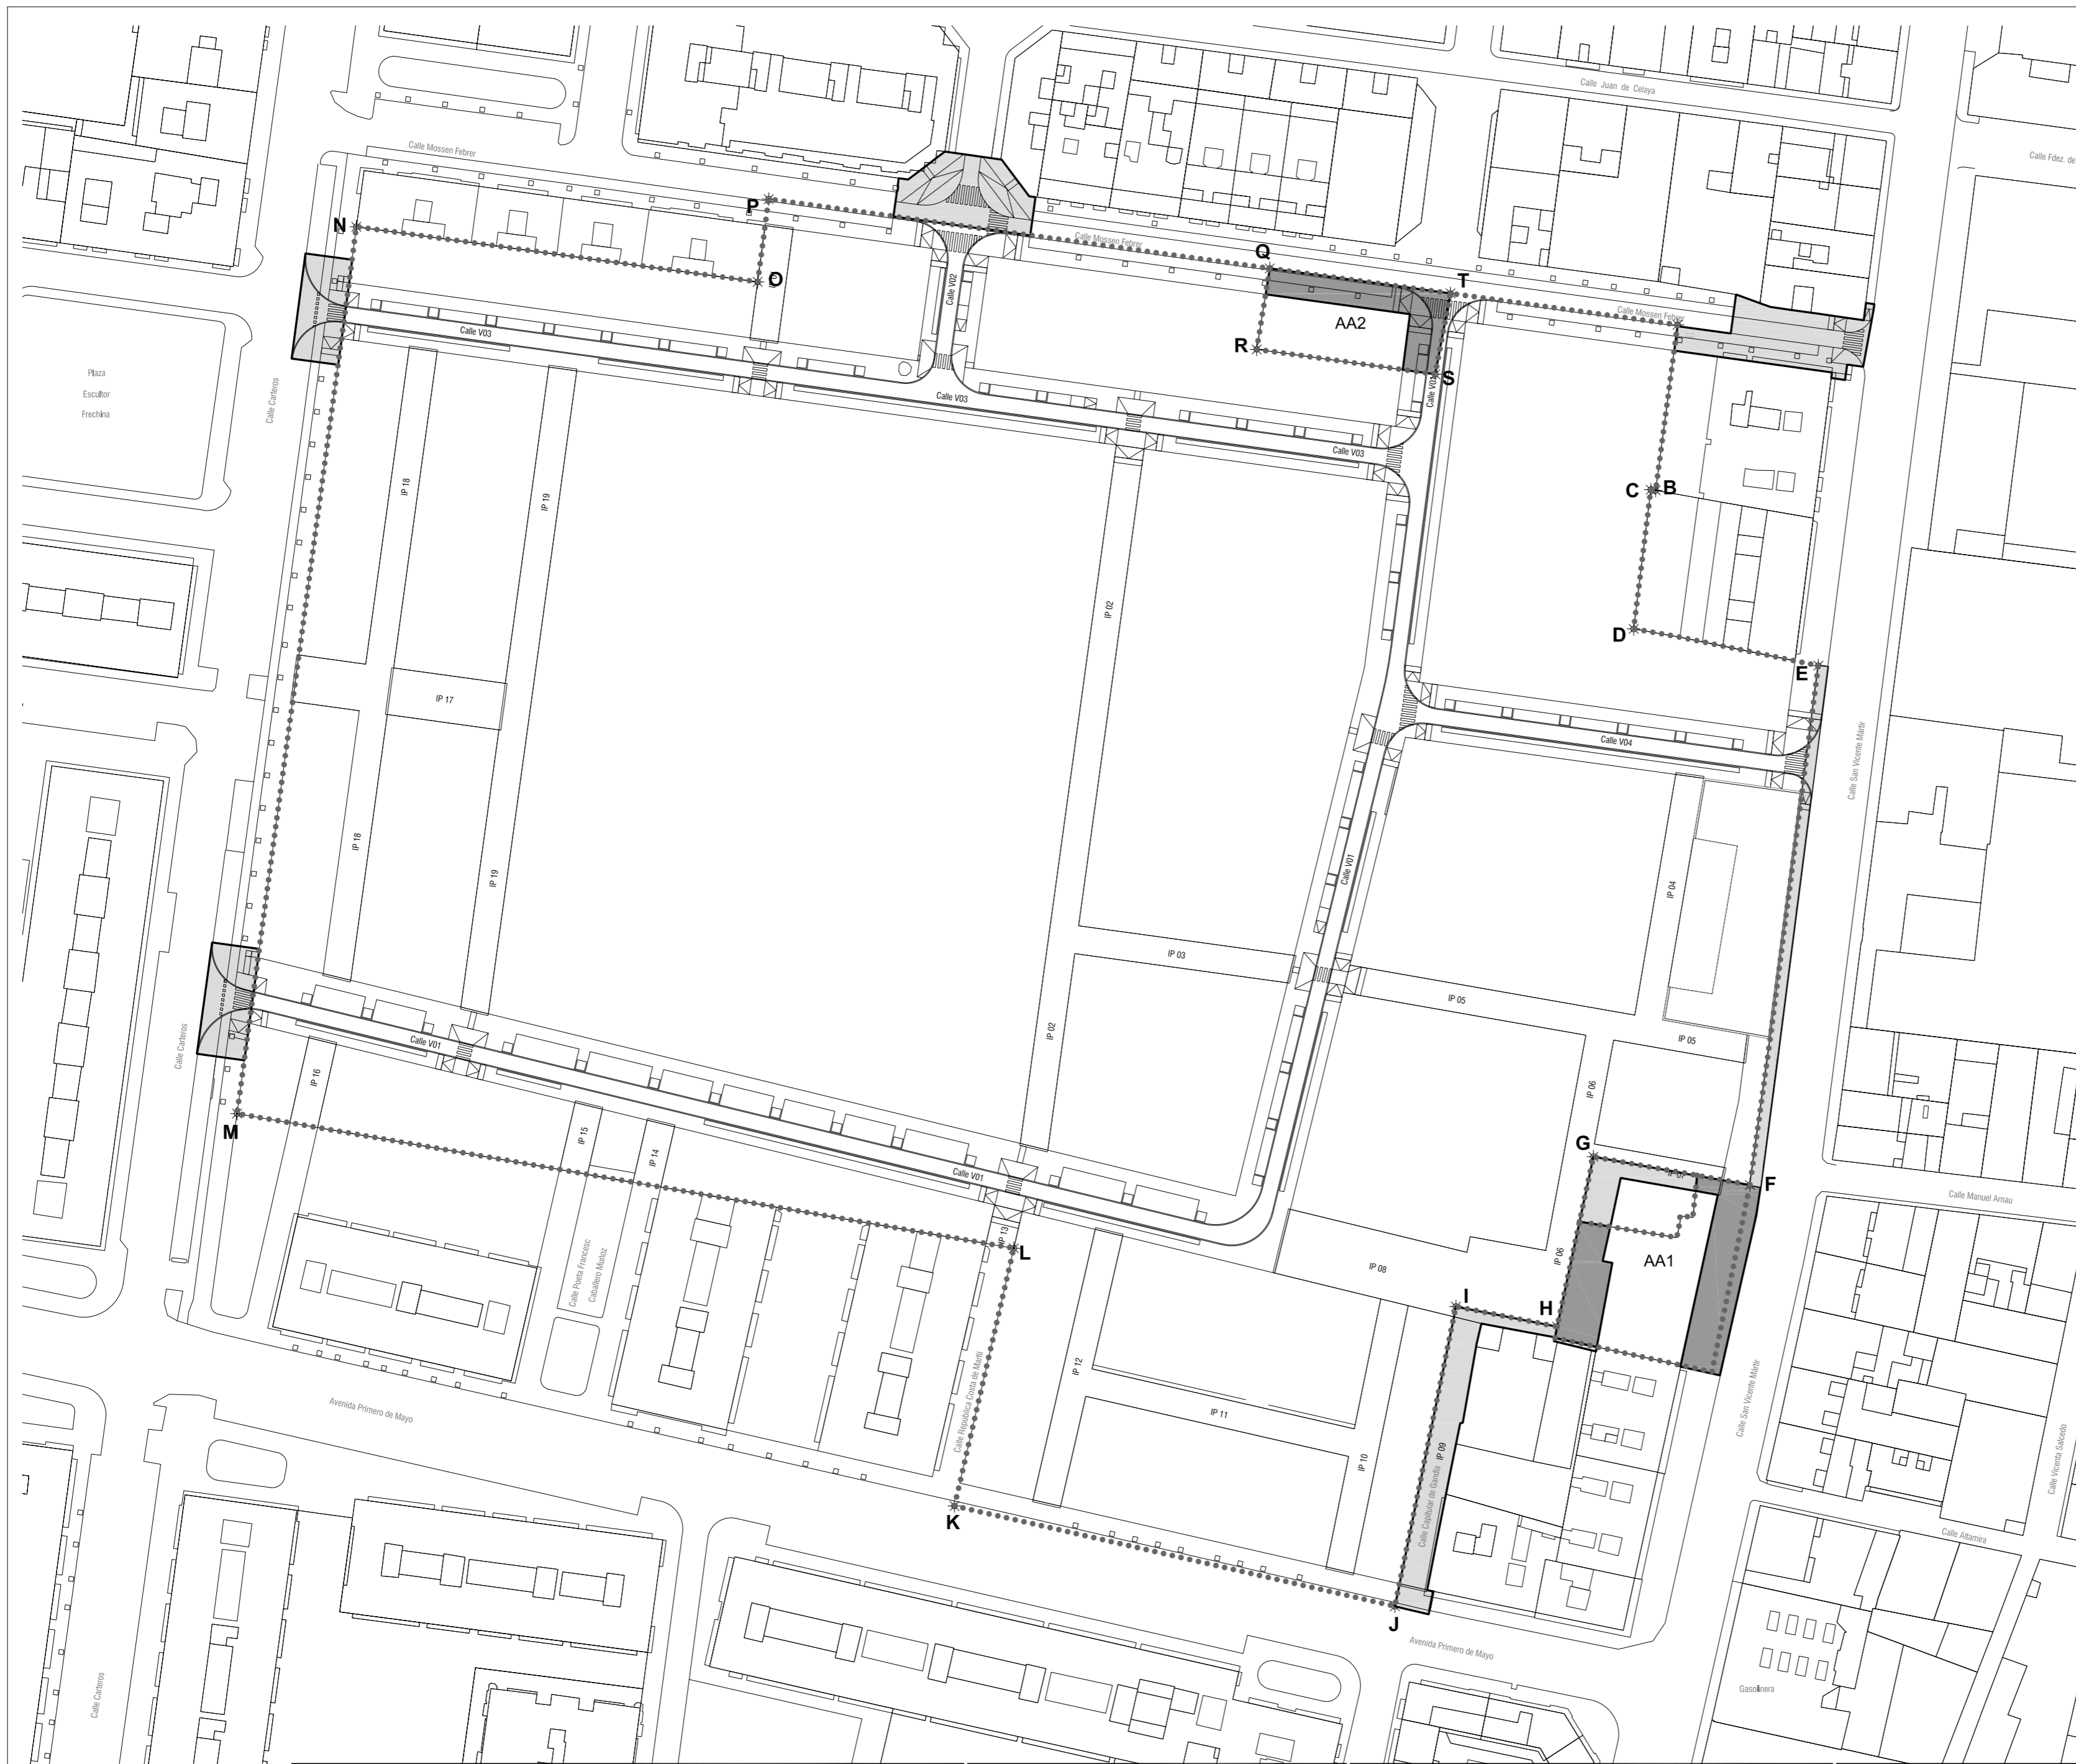 Calle Juan de Celaya
Calle Fdez. de
Calle Mossen Febrer
P
N
Q
Calle Mossen Febrer
O
T
Calle V02
Calle Mossen Febrer
AA2
Calle V03
R
S
Calle V01
Plaza
Escultor
Frechina
Calle Carteros
Calle V03
Calle V03
IP 18
IP 19
C
B
IP 02
D
E
IP 17
Calle V04
Calle San Vicente Mártir
IP 18
IP 19
Calle V01
IP 04
IP 03
IP 05
Calle Carteros
Calle V01
IP 16
IP 02
IP 05
IP 06
M
IP 15
IP 14
G
Calle V01
IP 07
F
Calle Manuel Arnau
IP 13
L
Calle Poeta Francesc
Caballero Muñoz
IP 08
IP 06
AA1
I
H
Calle República Costa de Marfil
IP 12
Avenida Primero de Mayo
IP 11
IP 10
IP 09
Calle Capitular de Gandía
Calle San Vicente Mártir
Calle Vicenta Salcedo
K
Calle Altamira
J
Avenida Primero de Mayo
Calle Carteros
Gasolinera